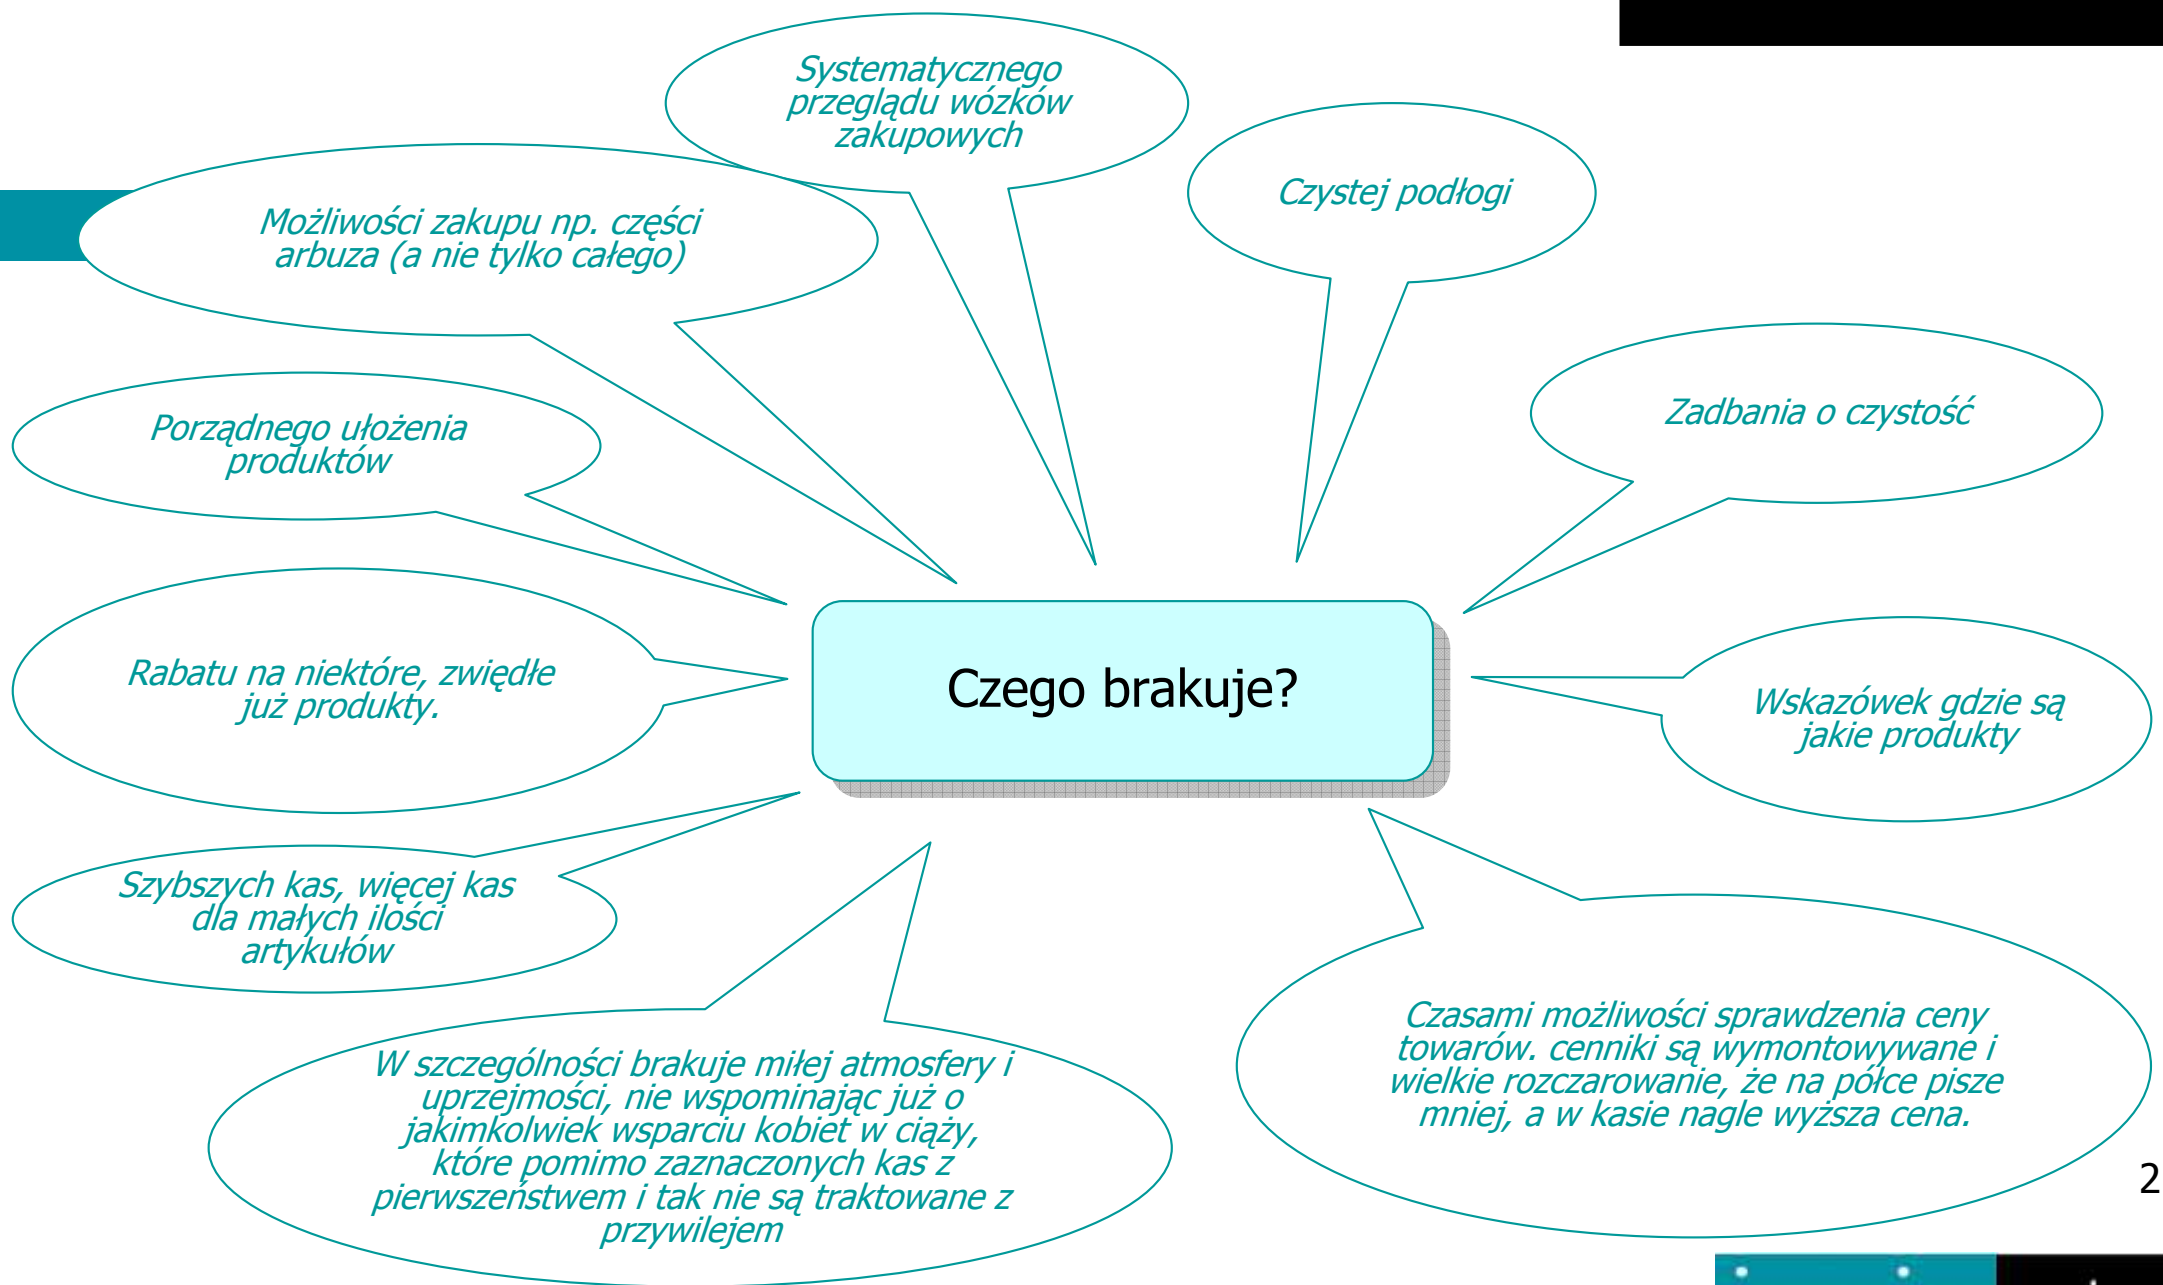 Systematycznego
przeglądu wózków
zakupowych
Czystej podłogi
Możliwości zakupu np. części
arbuza (a nie tylko całego)
Zadbania o czystość
Porządnego ułożenia
produktów
Rabatu na niektóre, zwiędłe
już produkty.
Czego brakuje?
Wskazówek gdzie są
jakie produkty
Szybszych kas, więcej kas
dla małych ilości
artykułów
W szczególności brakuje miłej atmosfery i
uprzejmości, nie wspominając już o
jakimkolwiek wsparciu kobiet w ciąży,
które pomimo zaznaczonych kas z
pierwszeństwem i tak nie są traktowane z
przywilejem
Czasami możliwości sprawdzenia ceny
towarów. cenniki są wymontowywane i
wielkie rozczarowanie, że na półce pisze
mniej, a w kasie nagle wyższa cena.
2